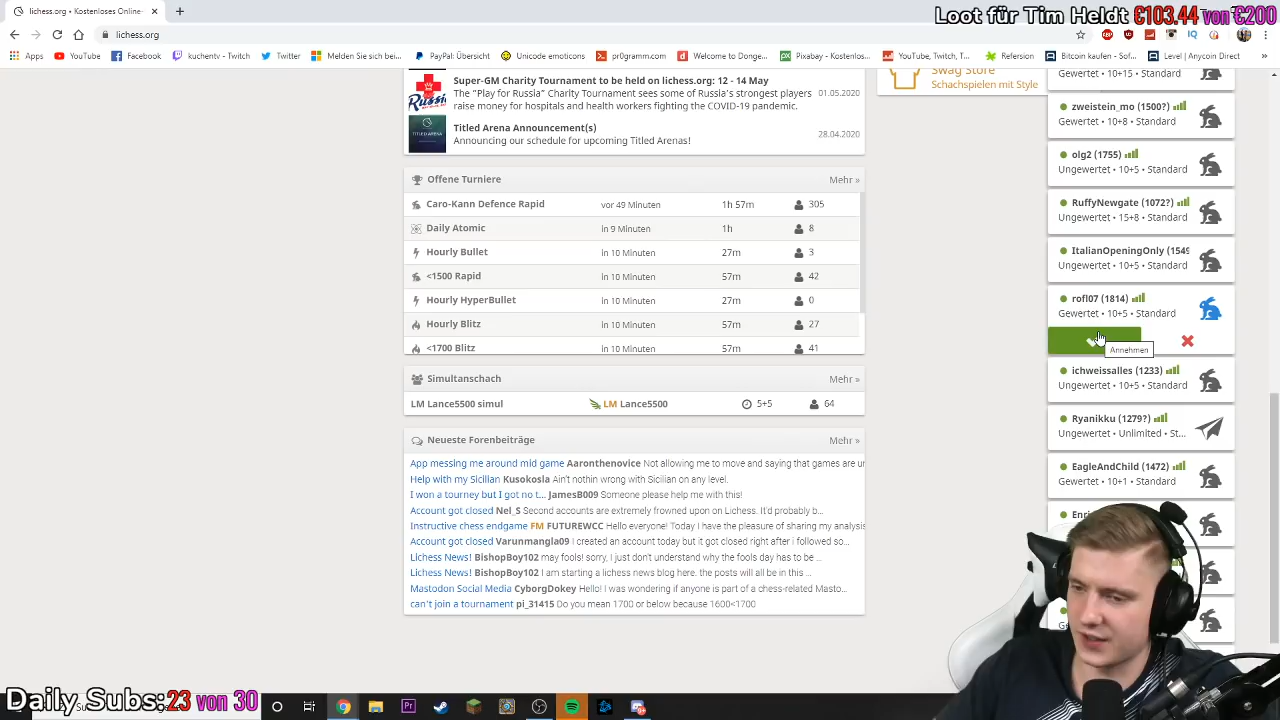 lichess.org • Kostenloses Online-
Loot für Tim Heldt €103.44 von €200
lichess.org
Apps YouTube Facebook kuchentv - Twitch Twitter Melden Sie sich bei... PayPal: Übersicht Unicode emoticons pr0gramm.com Welcome to Donge... Pixabay - Kostenlo... YouTube, Twitch, T... Refersion Bitcoin kaufen - Sof... Level | Anycoin Direct »
Super-GM Charity Tournament to be held on lichess.org: 12 - 14 May
The "Play for Russia" Charity Tournament sees some of Russia's strongest players
raise money for hospitals and health workers fighting the COVID-19 pandemic.
01.05.2020
Titled Arena Announcement(s)
Announcing our schedule for upcoming Titled Arenas!
28.04.2020
Swag Store
Schachspielen mit Style
Offene Turniere Mehr »
Caro-Kann Defence Rapid vor 49 Minuten 1h 57m 305
Daily Atomic in 9 Minuten 1h 8
Hourly Bullet in 10 Minuten 27m 3
<1500 Rapid in 10 Minuten 57m 42
Hourly HyperBullet in 10 Minuten 27m 0
Hourly Blitz in 10 Minuten 57m 27
<1700 Blitz in 10 Minuten 57m 41
Simultanschach Mehr »
LM Lance5500 simul LM Lance5500 5+5 64
Neueste Forenbeiträge Mehr »
App messing me around mid game Aaronthenovice Not allowing me to move and saying that games are un
Help with my Sicilian Kusokosla Ain't nothin wrong with Sicilian on any level.
I won a tourney but I got no t... JamesB009 Someone please help me with this!
Account got closed Nel_S Second accounts are extremely frowned upon on Lichess. It'd probably b...
Instructive chess endgame FM FUTUREWCC Hello everyone! Today I have the pleasure of sharing my analysis
Account got closed Varunmangla09 I created an account today but it got closed right after i followed so...
Lichess News! BishopBoy102 may fools! sorry, I just don't understand why the fools day has to be ...
Lichess News! BishopBoy102 I am starting a lichess news blog here. the posts will all be in this ...
Mastodon Social Media CyborgDokey Hello! I was wondering if anyone is part of a chess-related Masto...
can't join a tournament pi_31415 Do you mean 1700 or below because 1600<1700
Gewertet • 10+15 • Standard
zweistein_mo (1500?)
Gewertet • 10+8 • Standard
olg2 (1755)
Ungewertet • 10+5 • Standard
RuffyNewgate (1072?)
Ungewertet • 15+8 • Standard
ItalianOpeningOnly (1549
Ungewertet • 10+5 • Standard
rofl07 (1814)
Gewertet • 10+5 • Standard
Annehmen
ichweissalles (1233)
Ungewertet • 10+5 • Standard
Ryanikku (1279?)
Ungewertet • Unlimited • St...
EagleAndChild (1472)
Gewertet • 10+1 • Standard
Daily Subs: 23 von 30